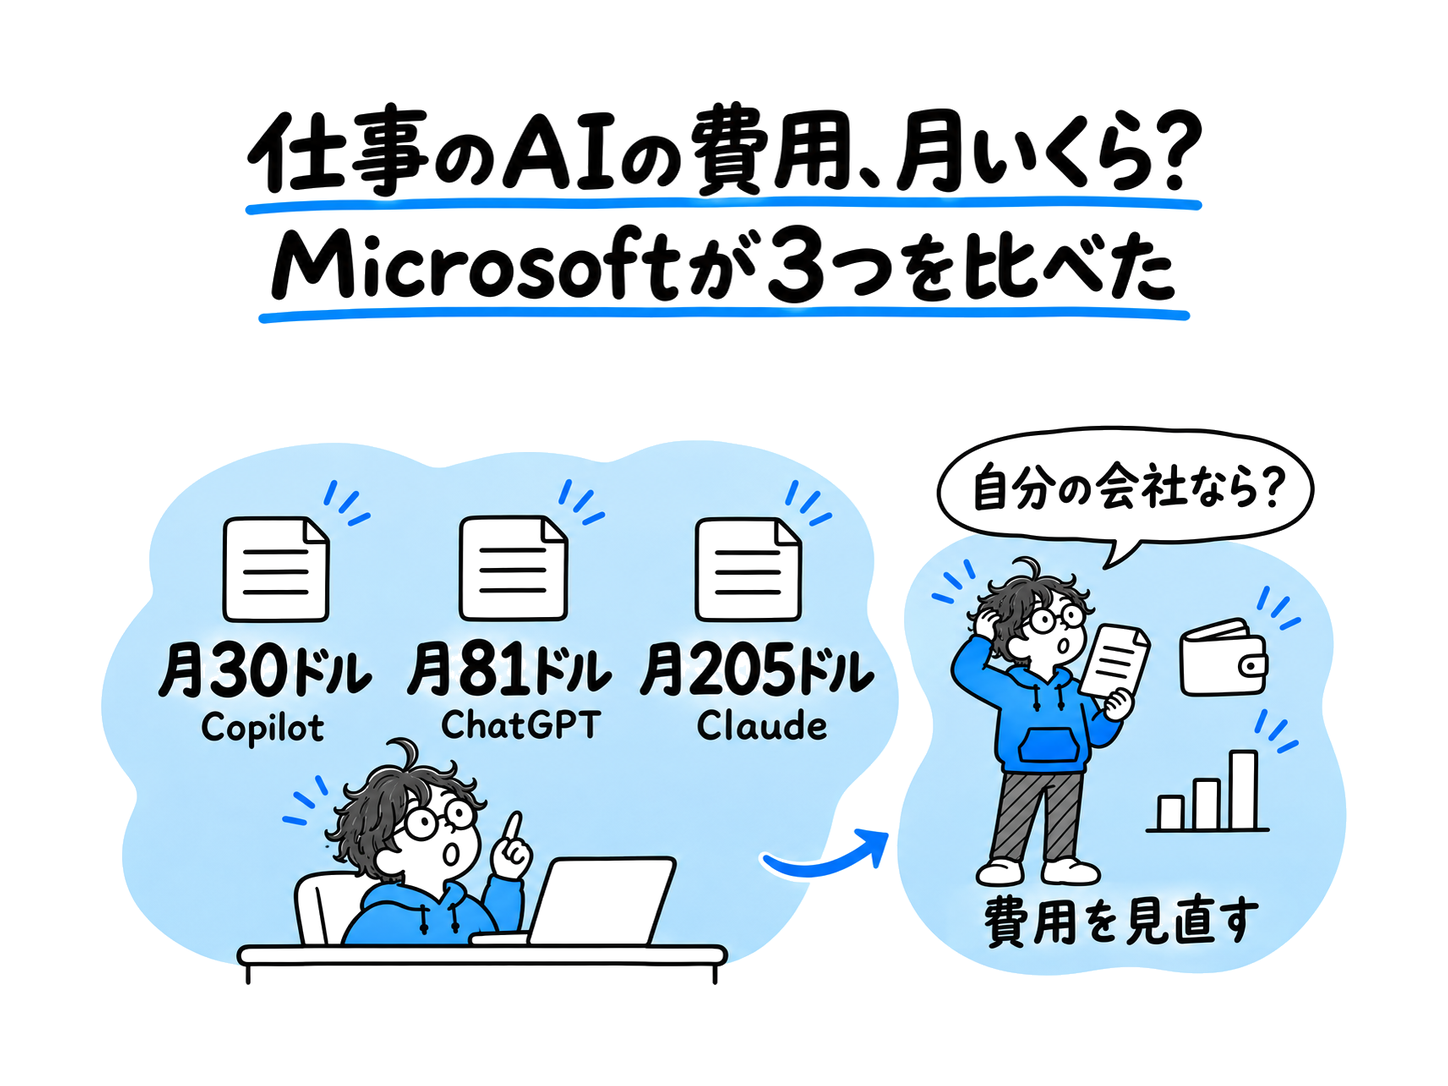 仕事のAIの費用、月いくら?
Microsoftが3つを比べた
自分の会社なら?
月30ドル
Copilot
月81ドル
ChatGPT
月205ドル
Claude
費用を見直す